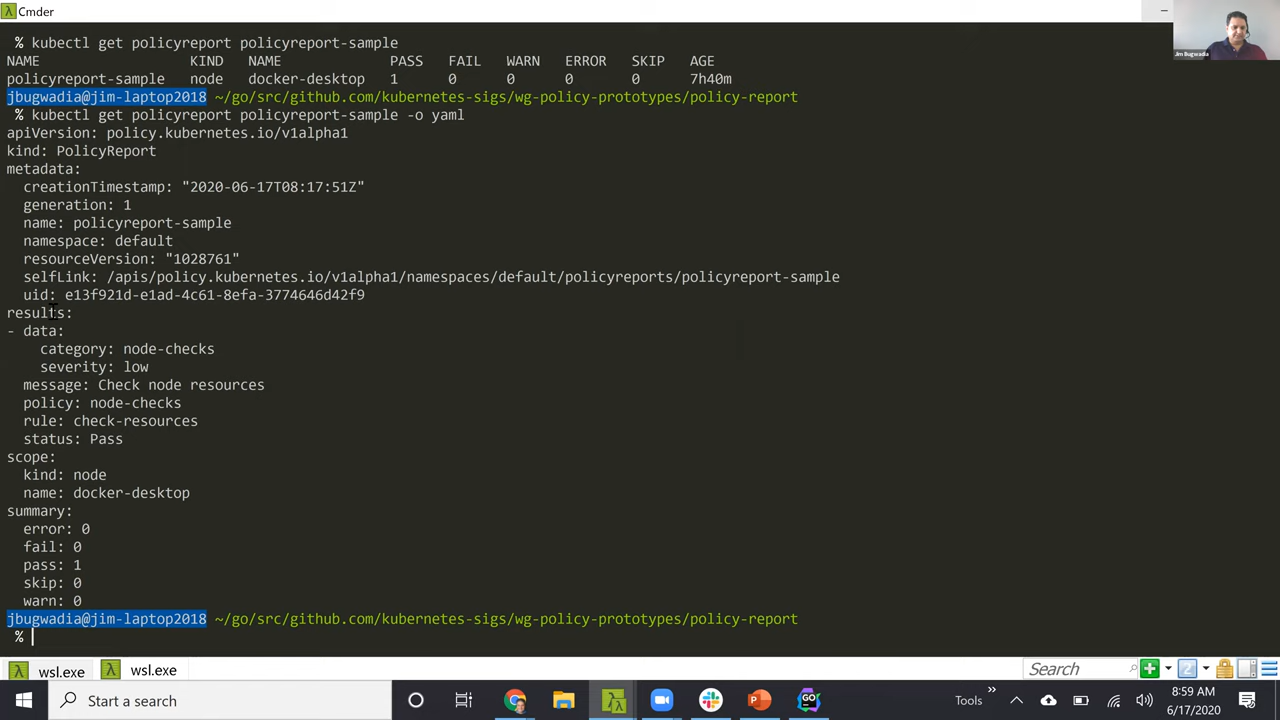 Cmder
Jim Bugwadia
% kubectl get policyreport policyreport-sample
NAME KIND NAME PASS FAIL WARN ERROR SKIP AGE
policyreport-sample node docker-desktop 1 0 0 0 0 7h40m
jbugwadia@jim-laptop2018 ~/go/src/github.com/kubernetes-sigs/wg-policy-prototypes/policy-report
% kubectl get policyreport policyreport-sample -o yaml
apiVersion: policy.kubernetes.io/v1alpha1
kind: PolicyReport
metadata:
  creationTimestamp: "2020-06-17T08:17:51Z"
  generation: 1
  name: policyreport-sample
  namespace: default
  resourceVersion: "1028761"
  selfLink: /apis/policy.kubernetes.io/v1alpha1/namespaces/default/policyreports/policyreport-sample
  uid: e13f921d-e1ad-4c61-8efa-3774646d42f9
results:
- data:
    category: node-checks
    severity: low
  message: Check node resources
  policy: node-checks
  rule: check-resources
  status: Pass
scope:
  kind: node
  name: docker-desktop
summary:
  error: 0
  fail: 0
  pass: 1
  skip: 0
  warn: 0
jbugwadia@jim-laptop2018 ~/go/src/github.com/kubernetes-sigs/wg-policy-prototypes/policy-report
%
wsl.exe wsl.exe Search
Start a search Tools 8:59 AM
6/17/2020